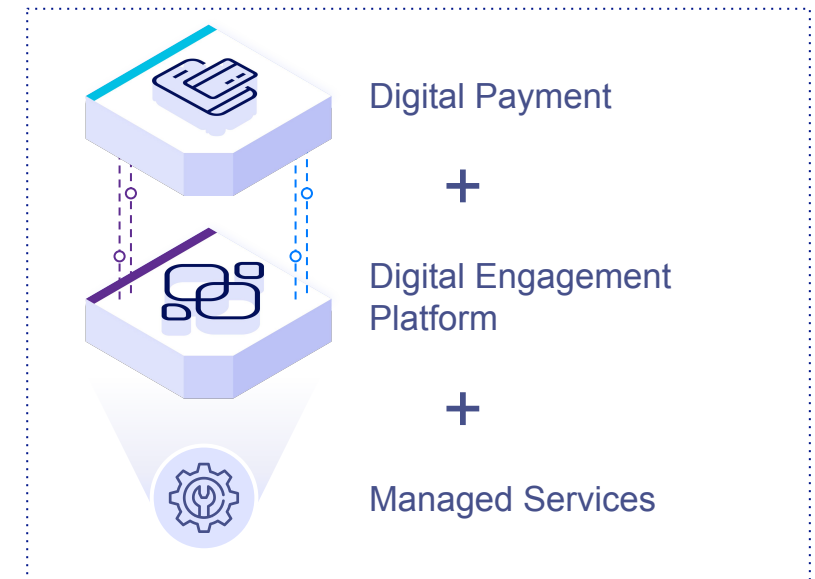 Digital Payment
+
Digital Engagement
Platform
+
Managed Services